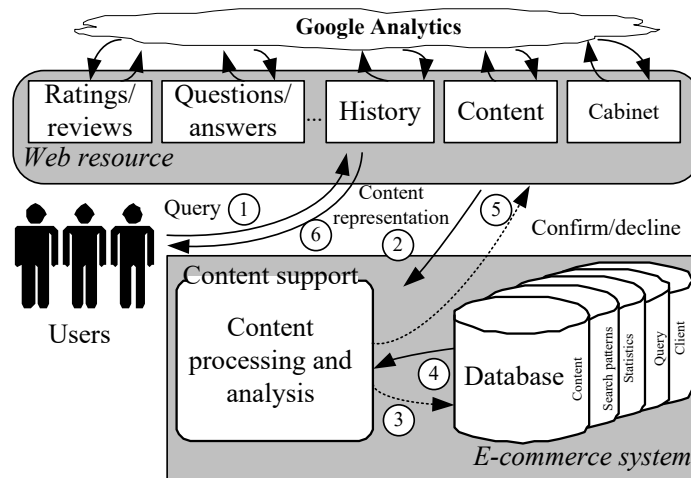 Google Analytics
Ratings/
reviews
Questions/
answers
...
History
Content
Cabinet
Web resource
Query
1
6
Content
representation
2
5
Confirm/decline
Users
Content support
Content
processing and
analysis
4
3
Database
Content
Search patterns
Statistics
Query
Client
E-commerce system